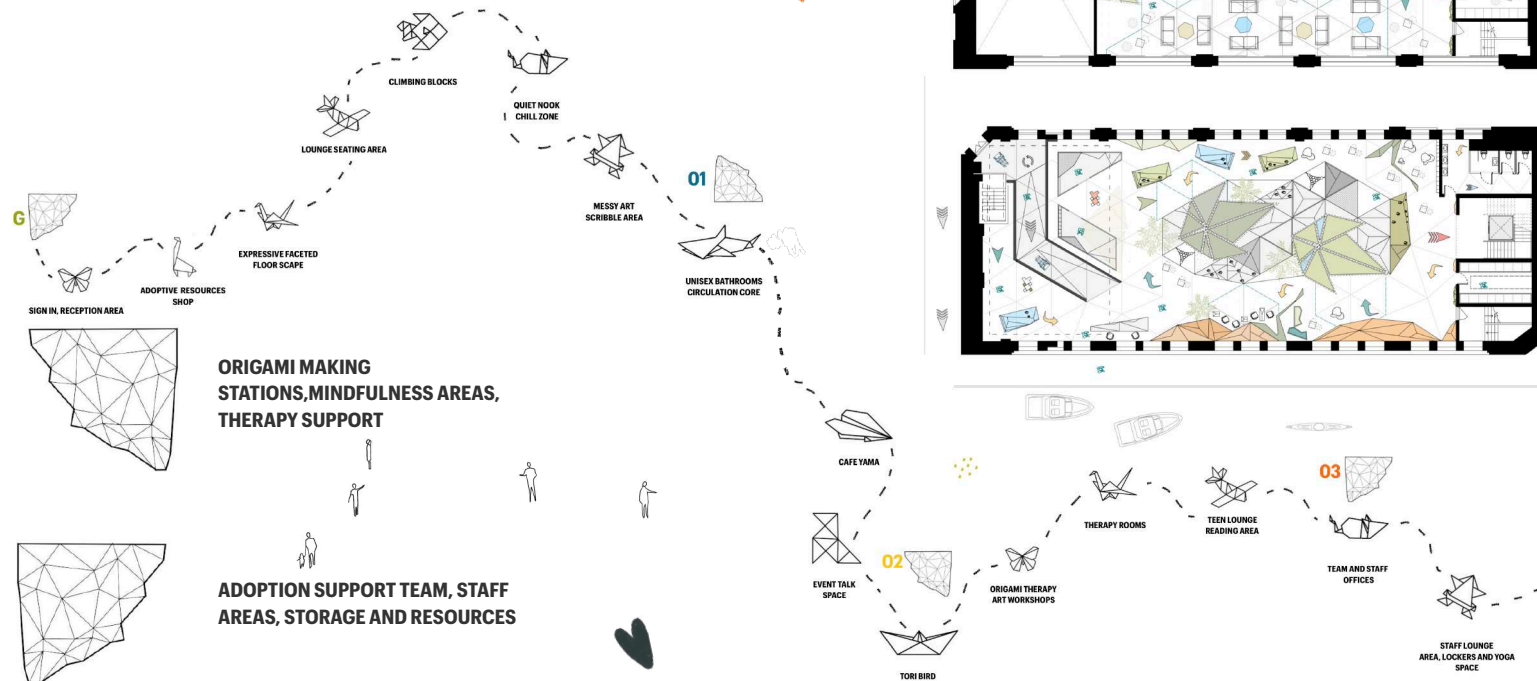 CLIMBING BLOCKS
QUIET NOOK
CHILL ZONE
LOUNGE SEATING AREA
01
MESSY ART
SCRIBBLE AREA
G
EXPRESSIVE FACETED
FLOOR SCAPE
ADOPTIVE RESOURCES
SHOP
SIGN IN, RECEPTION AREA
UNISEX BATHROOMS
CIRCULATION CORE
ORIGAMI MAKING
STATIONS,MINDFULNESS AREAS,
THERAPY SUPPORT
CAFE YAMA
03
THERAPY ROOMS
TEEN LOUNGE
READING AREA
TEAM AND STAFF
OFFICES
02
EVENT TALK
SPACE
ORIGAMI THERAPY
ART WORKSHOPS
ADOPTION SUPPORT TEAM, STAFF
AREAS, STORAGE AND RESOURCES
TORI BIRD
STAFF LOUNGE
AREA, LOCKERS AND YOGA
SPACE